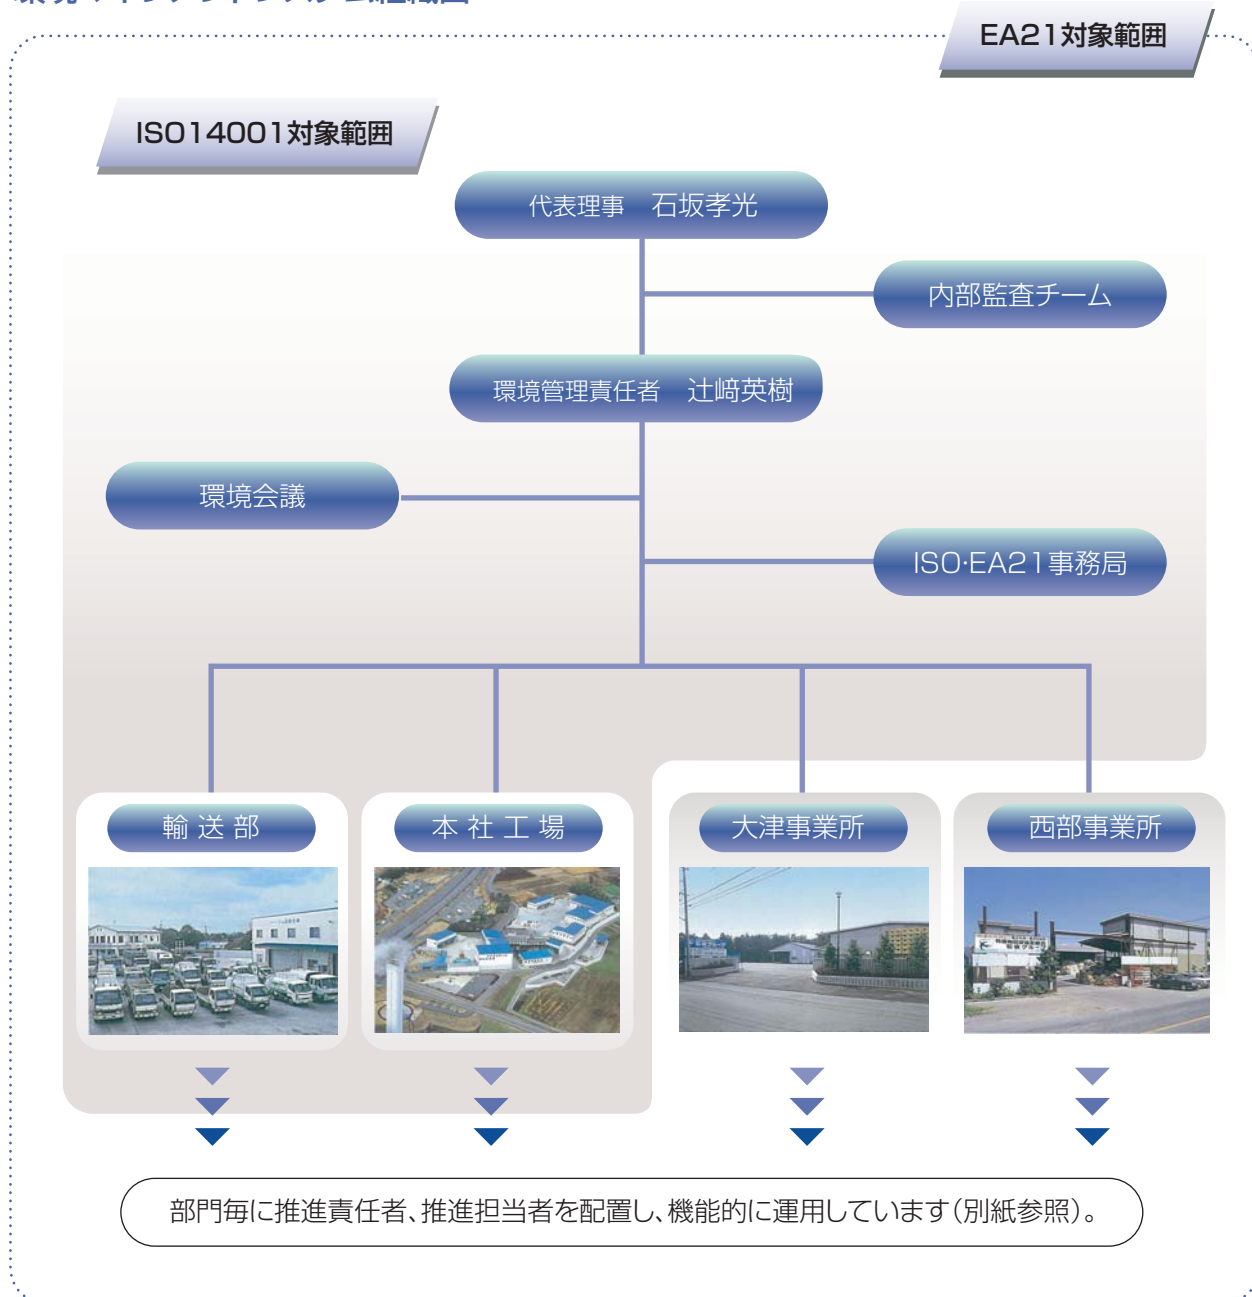 EA21対象範囲
ISO14001対象範囲
代表理事　石坂孝光
内部監査チーム
環境管理責任者　辻﨑英樹
環境会議
ISO・EA21事務局
輸送部
本社工場
大津事業所
西部事業所
部門毎に推進責任者、推進担当者を配置し、機能的に運用しています（別紙参照）。